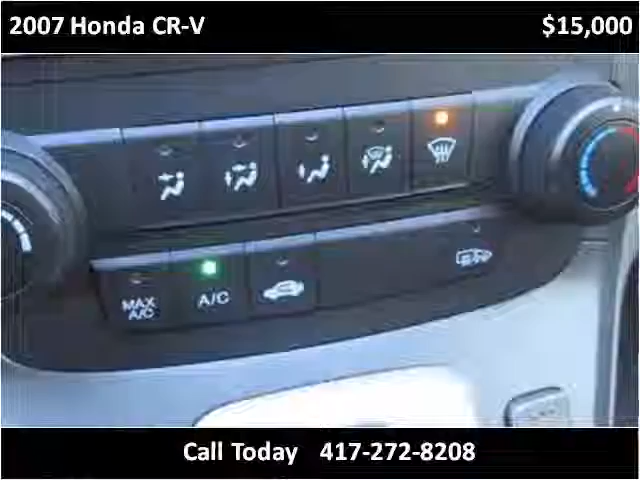 2007 Honda CR-V $15,000
MAX
A/C
A/C
Call Today 417-272-8208